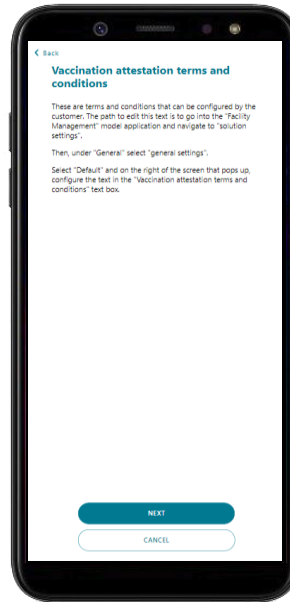 Back
Vaccination attestation terms and
conditions
These are terms and conditions that can be configured by the
customer. The path to edit this text is to go into the "Facility
Management" model application and navigate to "solution
settings".
Then, under "General" select "general settings".
Select "Default" and on the right of the screen that pops up,
configure the text in the "Vaccination attestation terms and
conditions" text box.
NEXT
CANCEL